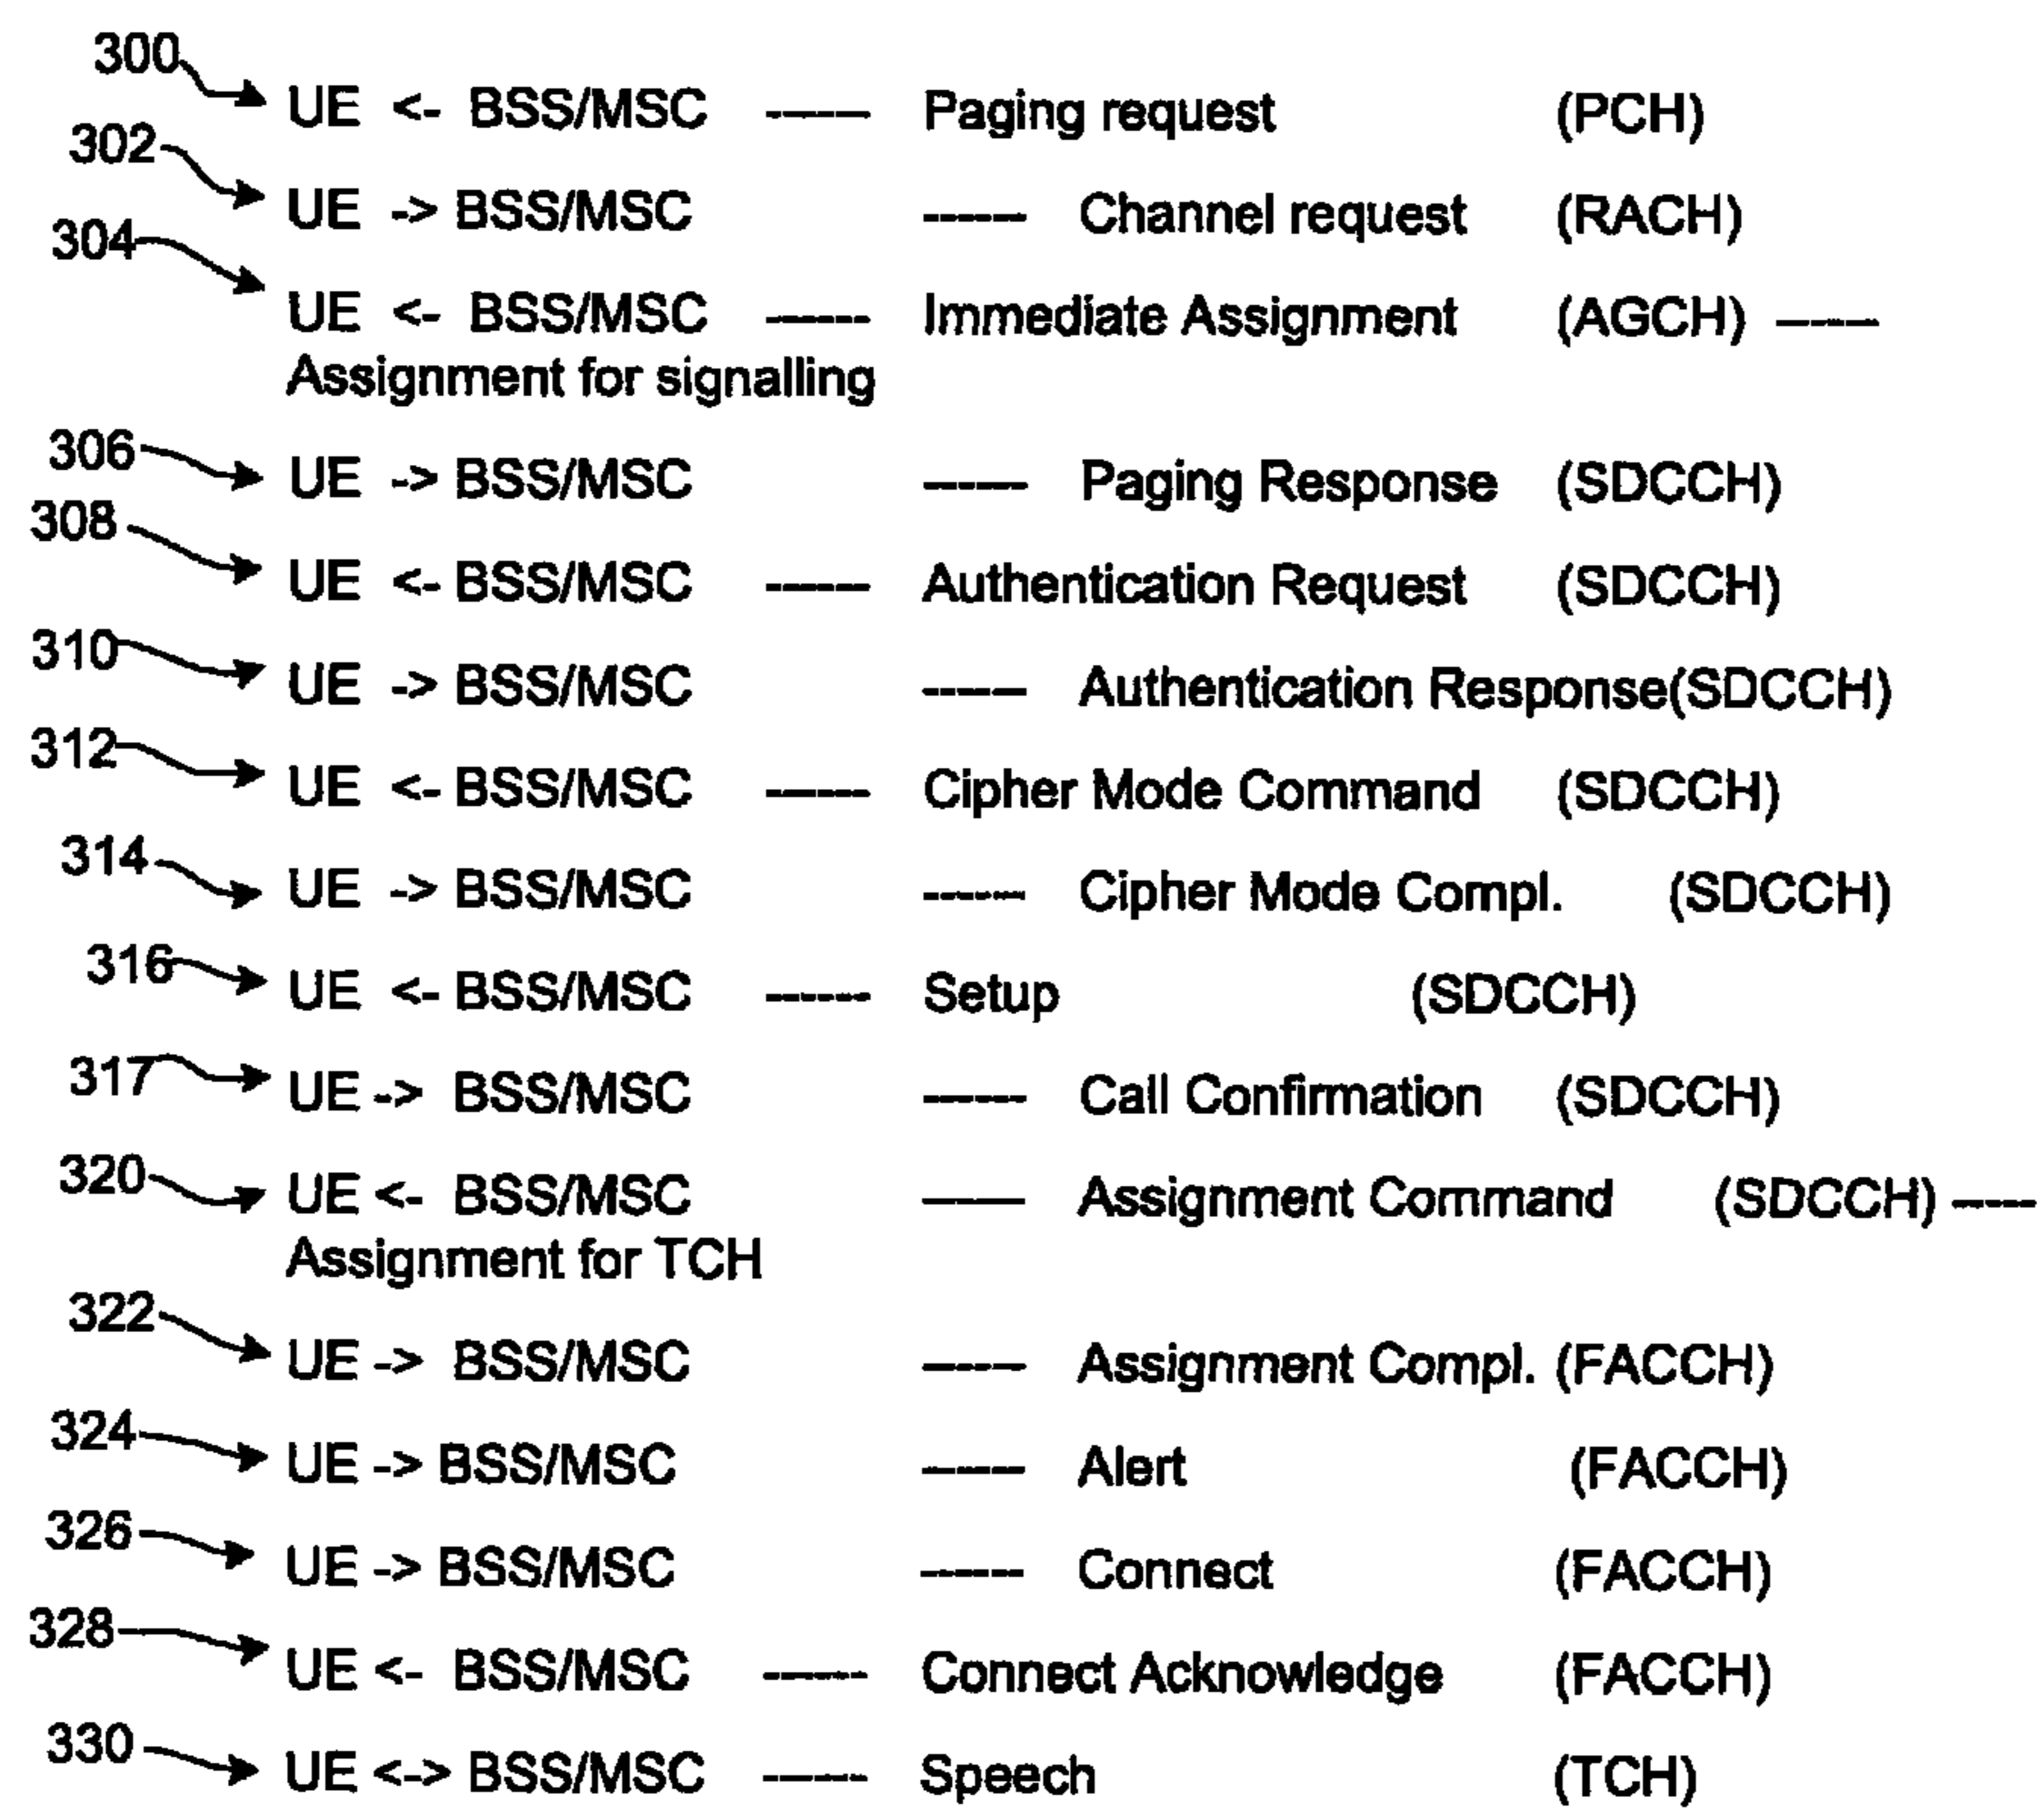 300 UE <- BSS/MSC ------ Paging request (PCH)
302 UE -> BSS/MSC ------ Channel request (RACH)
304 UE <- BSS/MSC ------ Immediate Assignment (AGCH) ------
Assignment for signalling
306 UE -> BSS/MSC ------ Paging Response (SDCCH)
308 UE <- BSS/MSC ------ Authentication Request (SDCCH)
310 UE -> BSS/MSC ------ Authentication Response(SDCCH)
312 UE <- BSS/MSC ------ Cipher Mode Command (SDCCH)
314 UE -> BSS/MSC ------ Cipher Mode Compl. (SDCCH)
316 UE <- BSS/MSC ------ Setup (SDCCH)
317 UE -> BSS/MSC ------ Call Confirmation (SDCCH)
320 UE <- BSS/MSC ------ Assignment Command (SDCCH) -----
Assignment for TCH
322 UE -> BSS/MSC ------ Assignment Compl. (FACCH)
324 UE -> BSS/MSC ------ Alert (FACCH)
326 UE -> BSS/MSC ------ Connect (FACCH)
328 UE <- BSS/MSC ------ Connect Acknowledge (FACCH)
330 UE <-> BSS/MSC ------ Speech (TCH)